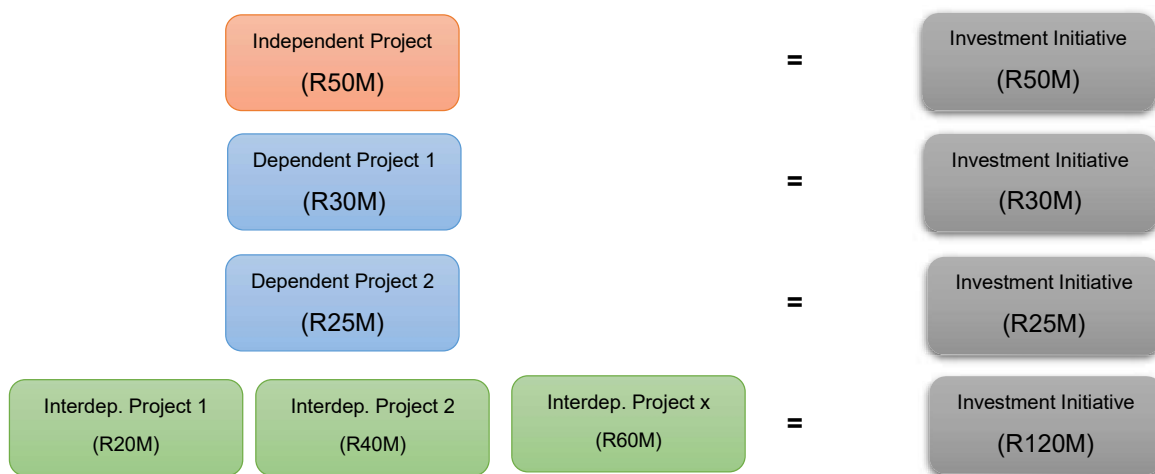 Independent Project
(R50M)
=
Investment Initiative
(R50M)
Dependent Project 1
(R30M)
=
Investment Initiative
(R30M)
Dependent Project 2
(R25M)
=
Investment Initiative
(R25M)
Interdep. Project 1
(R20M)
Interdep. Project 2
(R40M)
Interdep. Project x
(R60M)
=
Investment Initiative
(R120M)